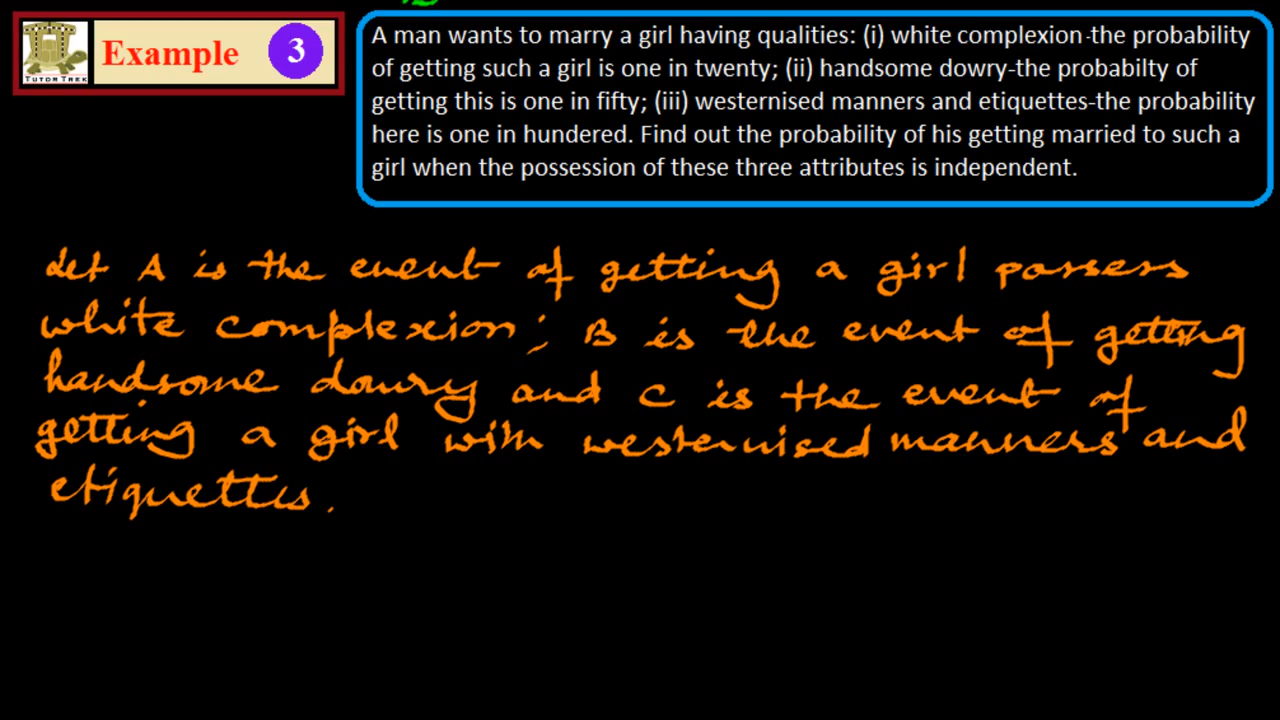 TUTOR TREK
Example 3
A man wants to marry a girl having qualities: (i) white complexion-the probability
of getting such a girl is one in twenty; (ii) handsome dowry-the probabilty of
getting this is one in fifty; (iii) westernised manners and etiquettes-the probability
here is one in hundered. Find out the probability of his getting married to such a
girl when the possession of these three attributes is independent.
Let A is the event of getting a girl possess
white complexion; B is the event of getting
handsome dowry and C is the event of
getting a girl with westernised manners and
etiquettes.